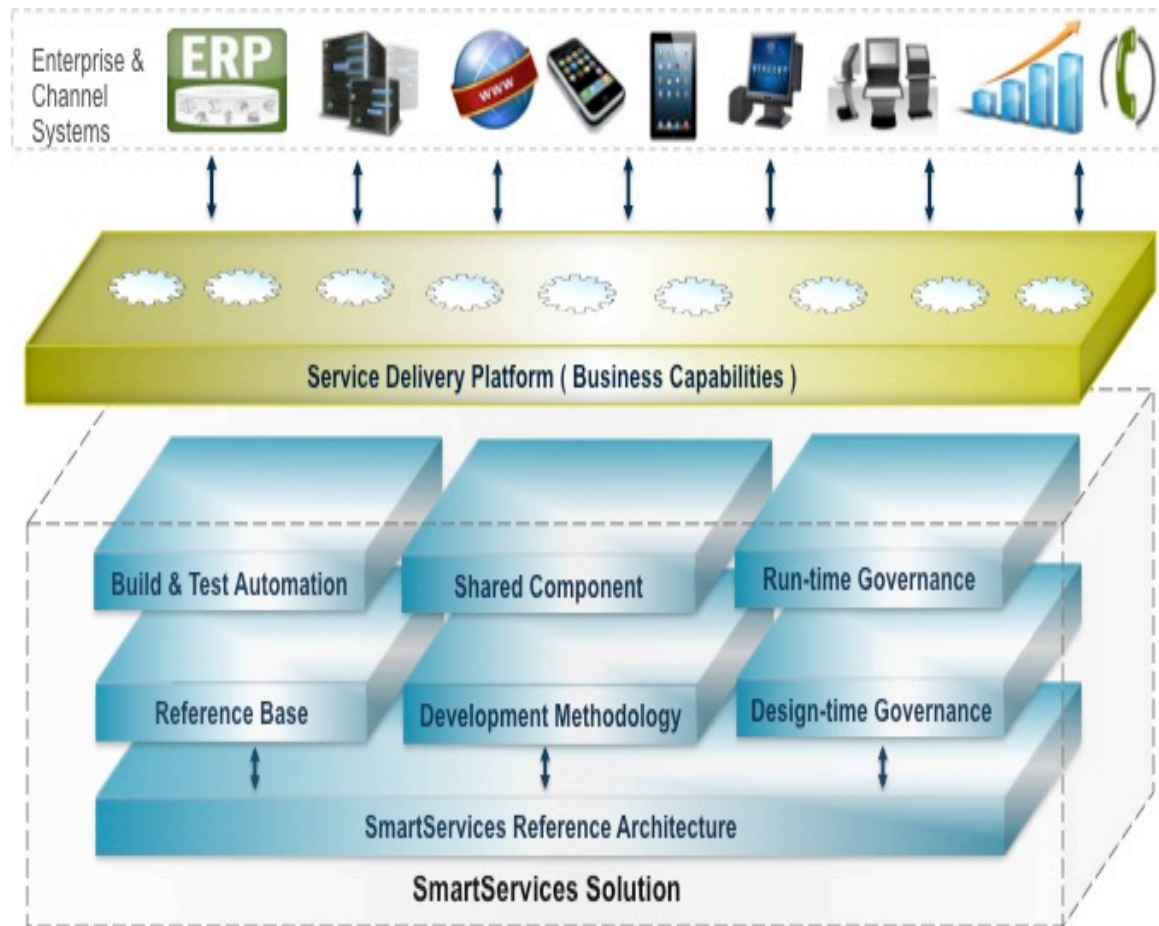 Enterprise &
Channel
Systems
ERP
WWW
Service Delivery Platform ( Business Capabilities )
Build & Test Automation
Shared Component
Run-time Governance
Reference Base
Development Methodology
Design-time Governance
SmartServices Reference Architecture
SmartServices Solution